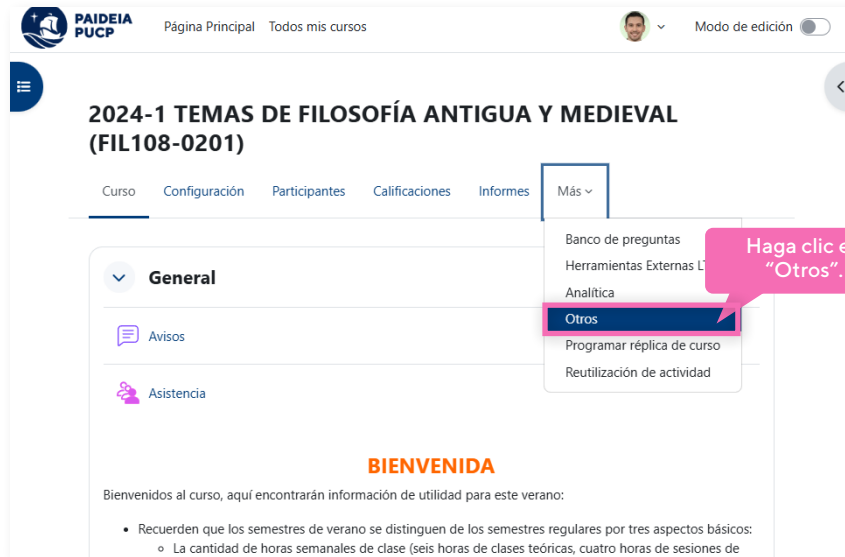 PAIDEIA
PUCP
Página Principal Todos mis cursos
Modo de edición
2024-1 TEMAS DE FILOSOFÍA ANTIGUA Y MEDIEVAL
(FIL108-0201)
Curso Configuración Participantes Calificaciones Informes Más
Banco de preguntas
Herramientas Externas
Analítica
Otros
Programar réplica de curso
Reutilización de actividad
Haga clic
“Otros”.
General
Avisos
Asistencia
BIENVENIDA
Bienvenidos al curso, aquí encontrarán información de utilidad para este verano:
• Recuerden que los semestres de verano se distinguen de los semestres regulares por tres aspectos básicos:
◦ La cantidad de horas semanales de clase (seis horas de clases teóricas, cuatro horas de sesiones de